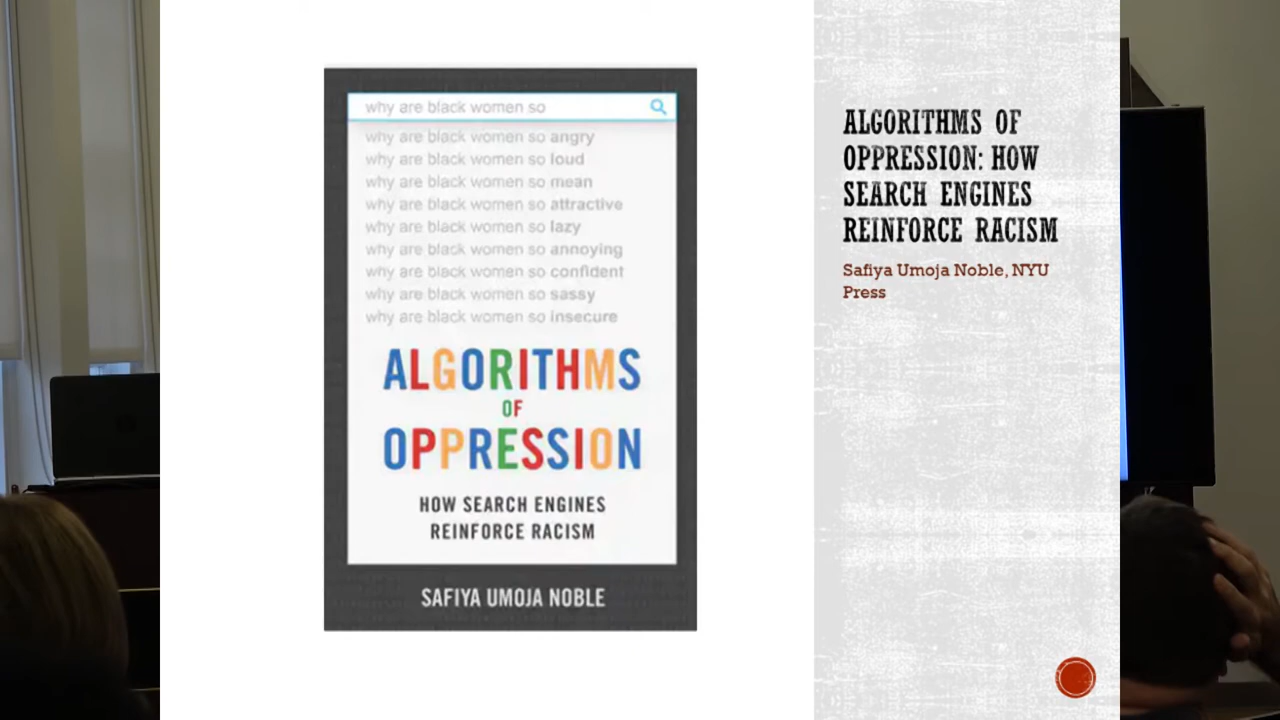 why are black women so
why are black women so angry
why are black women so loud
why are black women so mean
why are black women so attractive
why are black women so lazy
why are black women so annoying
why are black women so confident
why are black women so sassy
why are black women so insecure
ALGORITHMS
OF
OPPRESSION
HOW SEARCH ENGINES
REINFORCE RACISM
SAFIYA UMOJA NOBLE
ALGORITHMS OF
OPPRESSION: HOW
SEARCH ENGINES
REINFORCE RACISM
Safiya Umoja Noble, NYU
Press